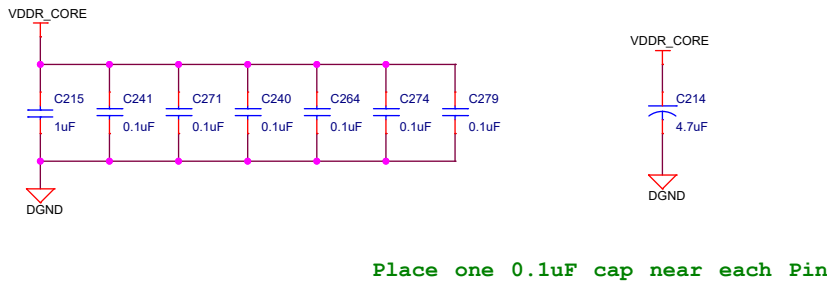 VDDR_CORE
VDDR_CORE
C215 C241 C271 C240 C264 C274 C279 C214
1uF 0.1uF 0.1uF 0.1uF 0.1uF 0.1uF 0.1uF 4.7uF
DGND
DGND
Place one 0.1uF cap near each Pin